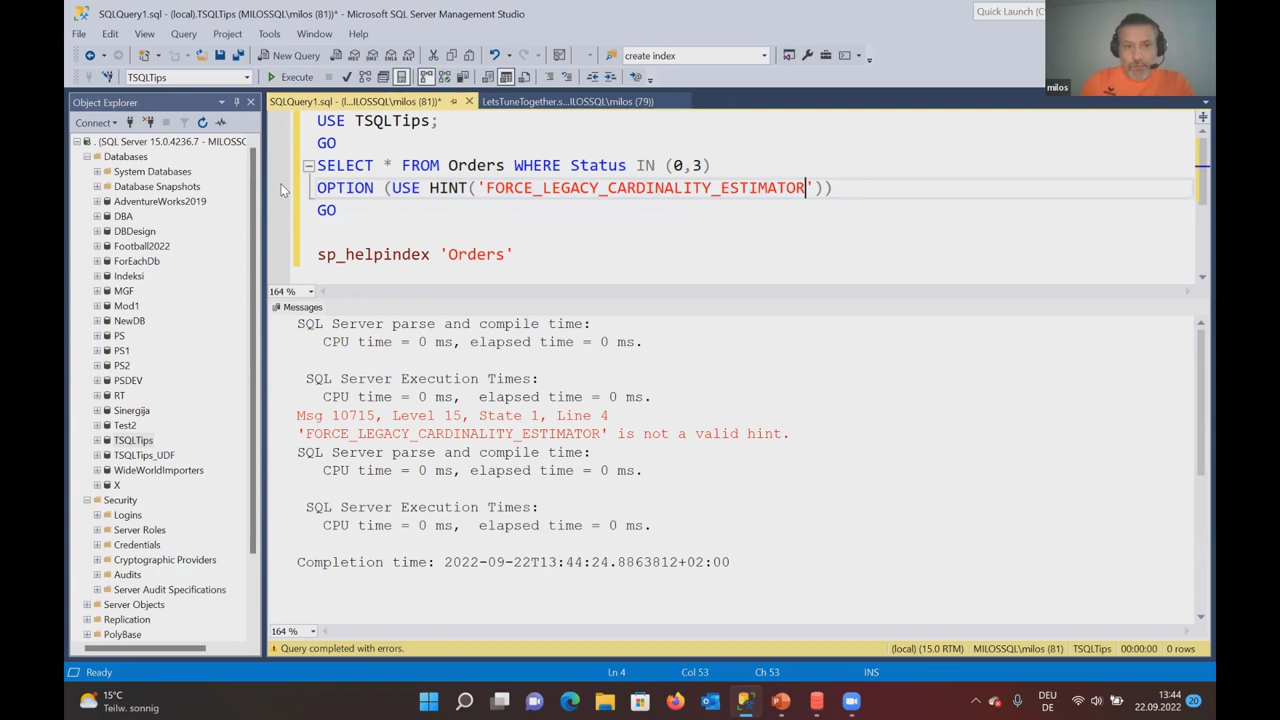 SQLQuery1.sql - (local).TSQLTips (MILOSSQL\milos (81))* - Microsoft SQL Server Management Studio
Quick Launch (C
File Edit View Query Project Tools Window Help
New Query
create index
TSQLTips
Execute
Object Explorer
SQLQuery1.sql - (l...ILOSSQL\milos (81))*
LetsTuneTogether.s...ILOSSQL\milos (79))
milos
Connect
. (SQL Server 15.0.4236.7 - MILOSSC
Databases
System Databases
Database Snapshots
AdventureWorks2019
DBA
DBDesign
Football2022
ForEachDb
Indeksi
MGF
Mod1
NewDB
PS
PS1
PS2
PSDEV
RT
Sinergija
Test2
TSQLTips
TSQLTips_UDF
WideWorldImporters
X
Security
Logins
Server Roles
Credentials
Cryptographic Providers
Audits
Server Audit Specifications
Server Objects
Replication
PolyBase
USE TSQLTips;
GO
SELECT * FROM Orders WHERE Status IN (0,3)
OPTION (USE HINT('FORCE_LEGACY_CARDINALITY_ESTIMATOR'))
GO
sp_helpindex 'Orders'
164 %
Messages
SQL Server parse and compile time:
CPU time = 0 ms, elapsed time = 0 ms.
SQL Server Execution Times:
CPU time = 0 ms,  elapsed time = 0 ms.
Msg 10715, Level 15, State 1, Line 4
'FORCE_LEGACY_CARDINALITY_ESTIMATOR' is not a valid hint.
SQL Server parse and compile time:
CPU time = 0 ms, elapsed time = 0 ms.
SQL Server Execution Times:
CPU time = 0 ms,  elapsed time = 0 ms.
Completion time: 2022-09-22T13:44:24.8863812+02:00
164 %
Query completed with errors.
(local) (15.0 RTM) MILOSSQL\milos (81) TSQLTips 00:00:00 0 rows
Ready
Ln 4 Col 53 Ch 53 INS
15°C
Teilw. sonnig
DEU
DE
13:44
22.09.2022
20